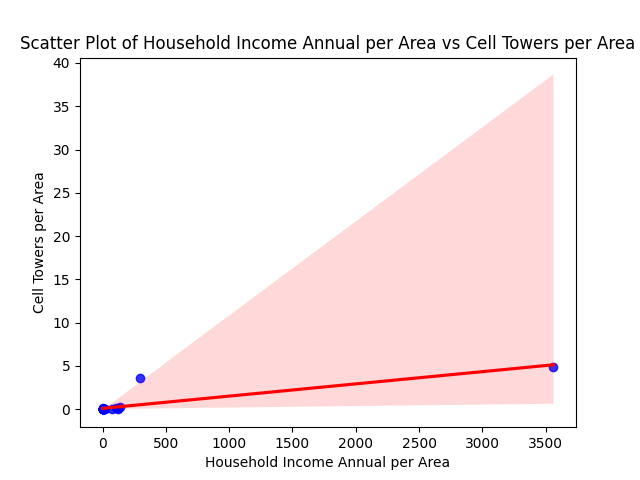 Scatter Plot of Household Income Annual per Area vs Cell Towers per Area
40
35
30
25
20
15
10
5
0
Cell Towers per Area
0 500 1000 1500 2000 2500 3000 3500
Household Income Annual per Area